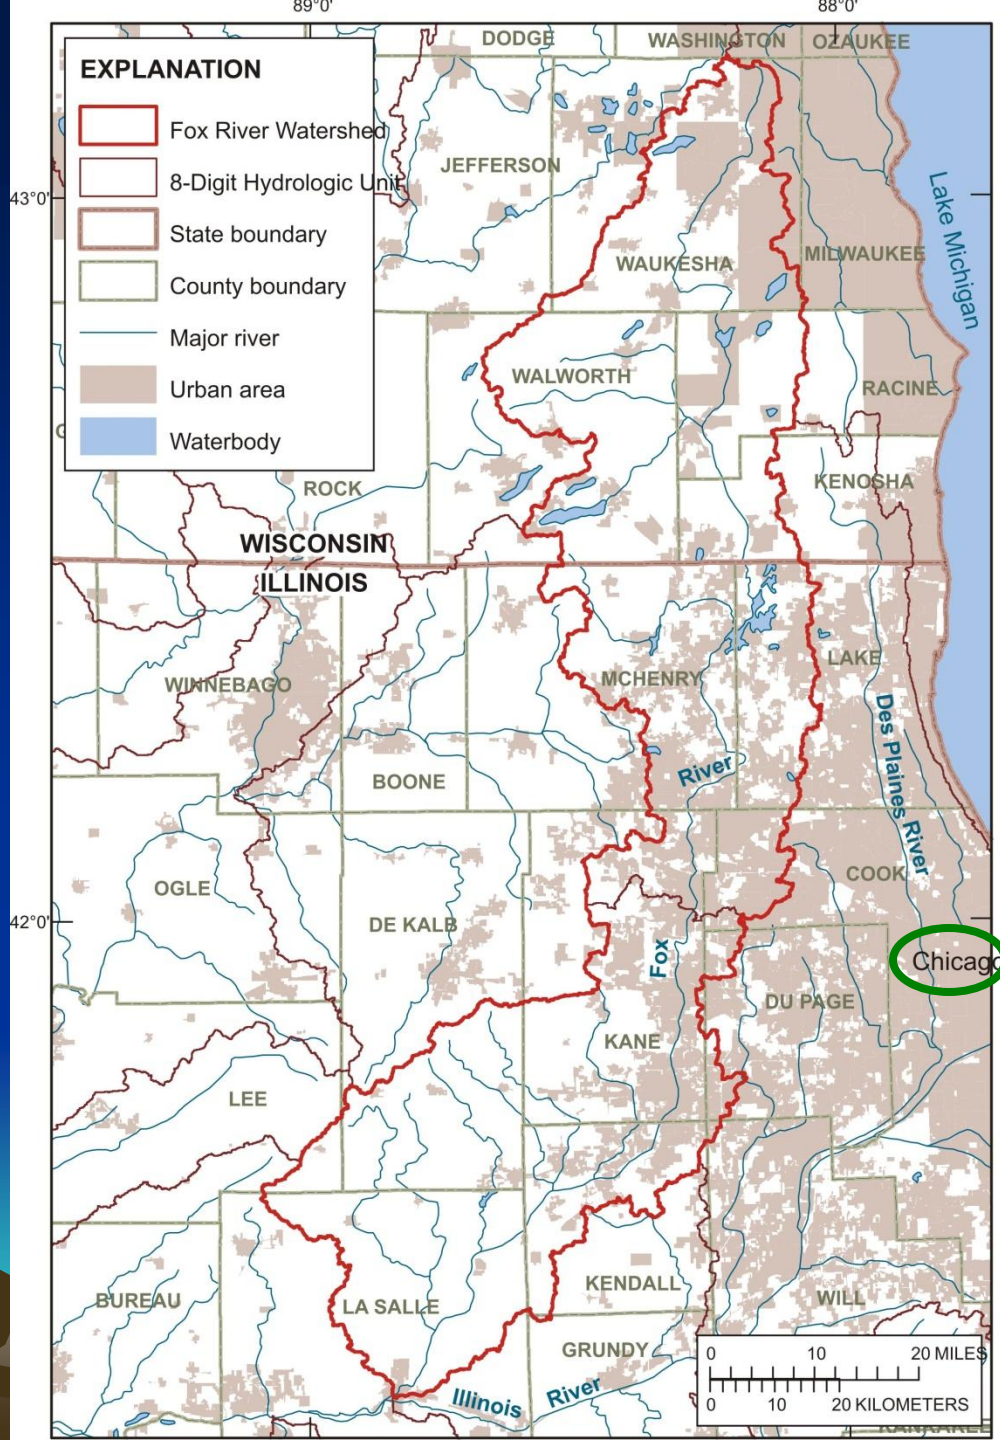 89°0'
88°0'
DODGE
WASHINGTON
OZAUKEE
EXPLANATION
Fox River Watershed
8-Digit Hydrologic Unit
State boundary
County boundary
Major river
Urban area
Waterbody
JEFFERSON
43°0'
Lake Michigan
WAUKESHA
MILWAUKEE
WALWORTH
RACINE
G
ROCK
KENOSHA
WISCONSIN
ILLINOIS
WINNEBAGO
MCHENRY
LAKE
BOONE
River
Des Plaines River
OGLE
COOK
DE KALB
42°0'
Fox
Chicago
DU PAGE
KANE
LEE
BUREAU
LA SALLE
KENDALL
WILL
GRUNDY
Illinois River
0 10 20 MILES
0 10 20 KILOMETERS
KANKAKEE